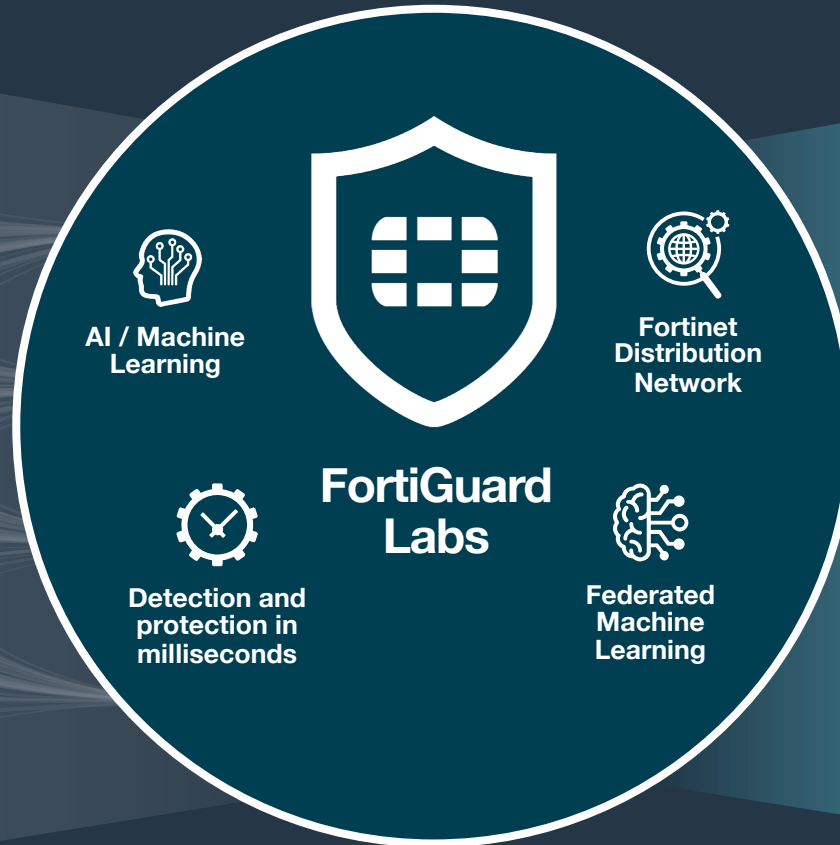 AI / Machine
Learning
Fortinet
Distribution
Network
FortiGuard
Labs
Detection and
protection in
milliseconds
Federated
Machine
Learning